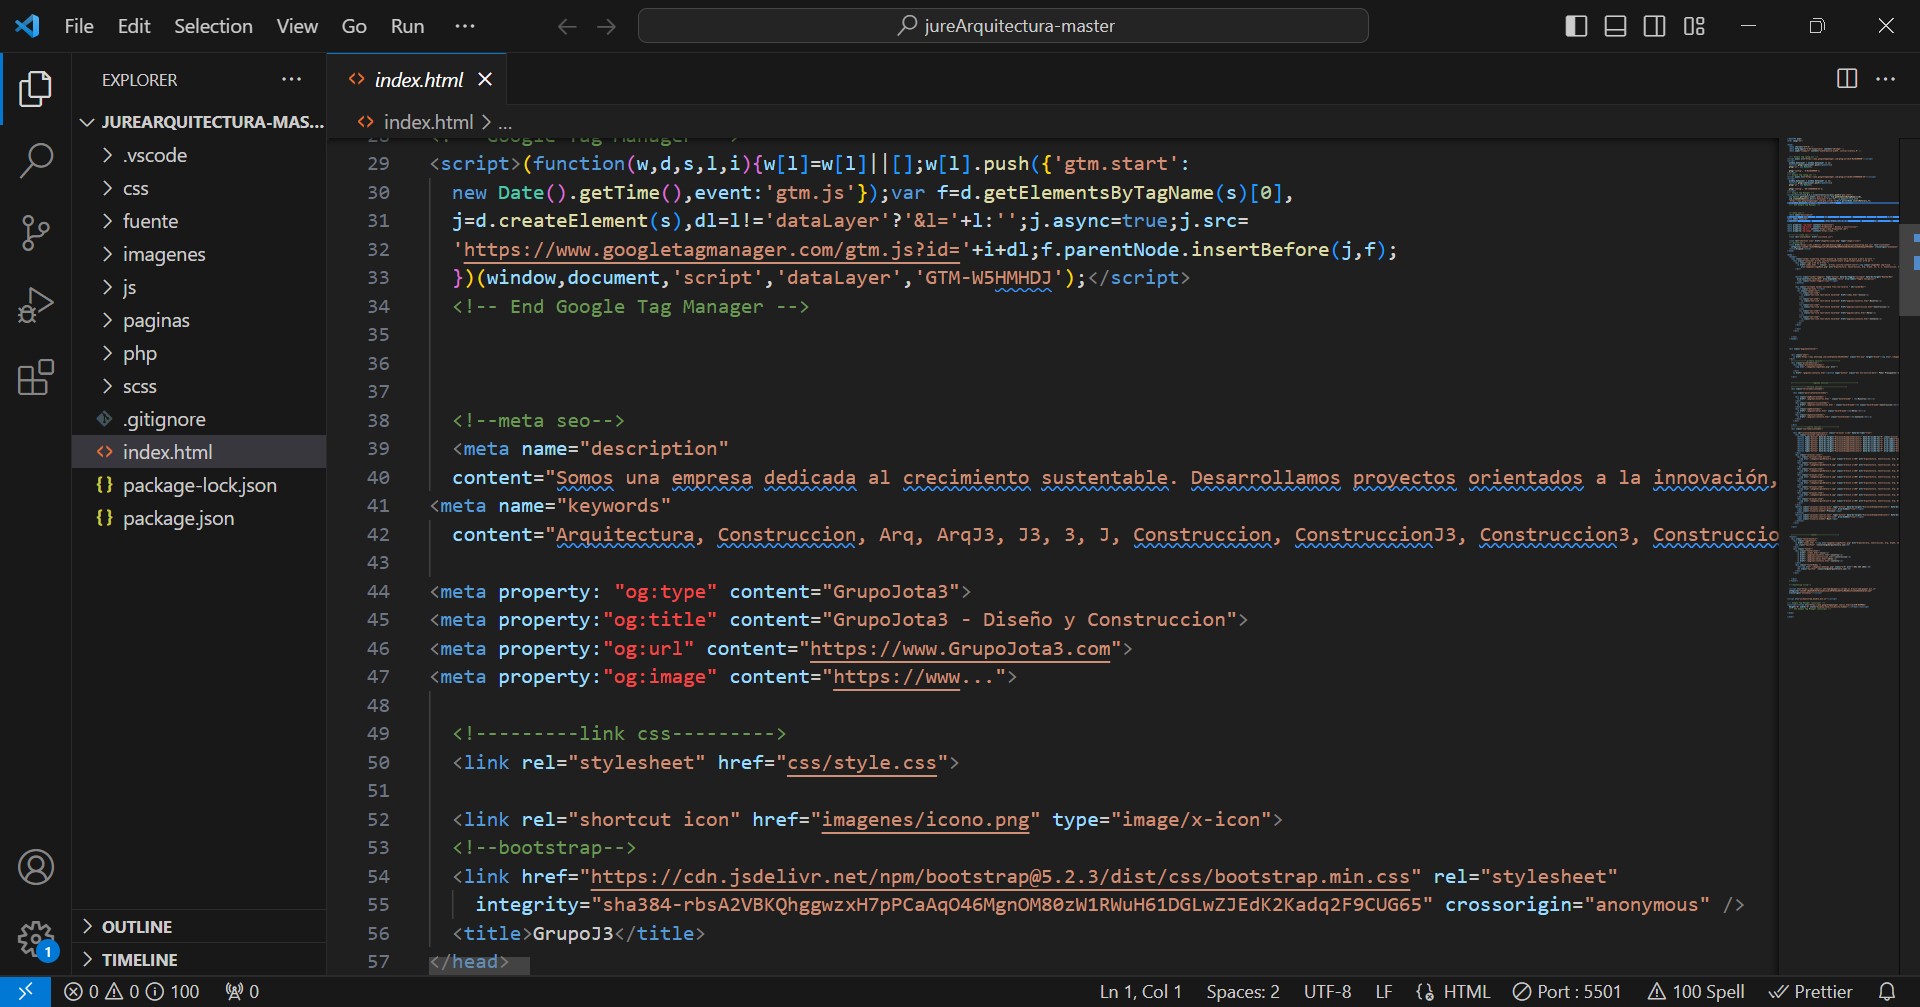 File Edit Selection View Go Run ···
jureArquitectura-master
EXPLORER ···
JUREARQUITECTURA-MAS...
.vscode
css
fuente
imagenes
js
paginas
php
scss
.gitignore
index.html
package-lock.json
package.json
OUTLINE
TIMELINE
1
index.html
index.html > ...
29 <script>(function(w,d,s,l,i){w[l]=w[l]||[];w[l].push({'gtm.start':
30 new Date().getTime(),event:'gtm.js'});var f=d.getElementsByTagName(s)[0],
31 j=d.createElement(s),dl=l!='dataLayer'?'&l='+l:'';j.async=true;j.src=
32 'https://www.googletagmanager.com/gtm.js?id='+i+dl;f.parentNode.insertBefore(j,f);
33 })(window,document,'script','dataLayer','GTM-W5HMHDJ');</script>
34 <!-- End Google Tag Manager -->
35
36
37
38 <!--meta seo-->
39 <meta name="description"
40 content="Somos una empresa dedicada al crecimiento sustentable. Desarrollamos proyectos orientados a la innovación,
41 <meta name="keywords"
42 content="Arquitectura, Construccion, Arq, ArqJ3, J3, 3, J, Construccion, ConstruccionJ3, Construccion3, Construccio
43
44 <meta property: "og:type" content="GrupoJota3">
45 <meta property:"og:title" content="GrupoJota3 - Diseño y Construccion">
46 <meta property:"og:url" content="https://www.GrupoJota3.com">
47 <meta property:"og:image" content="https://www...">
48
49 <!---------link css--------->
50 <link rel="stylesheet" href="css/style.css">
51
52 <link rel="shortcut icon" href="imagenes/icono.png" type="image/x-icon">
53 <!--bootstrap-->
54 <link href="https://cdn.jsdelivr.net/npm/bootstrap@5.2.3/dist/css/bootstrap.min.css" rel="stylesheet"
55 integrity="sha384-rbsA2VBKQhggwzxH7pPCaAqO46MgnOM80zW1RWuH61DGLwZJEdK2Kadq2F9CUG65" crossorigin="anonymous" />
56 <title>GrupoJ3</title>
57 </head>
0 0 100 0 Ln 1, Col 1 Spaces: 2 UTF-8 LF HTML Port : 5501 100 Spell Prettier